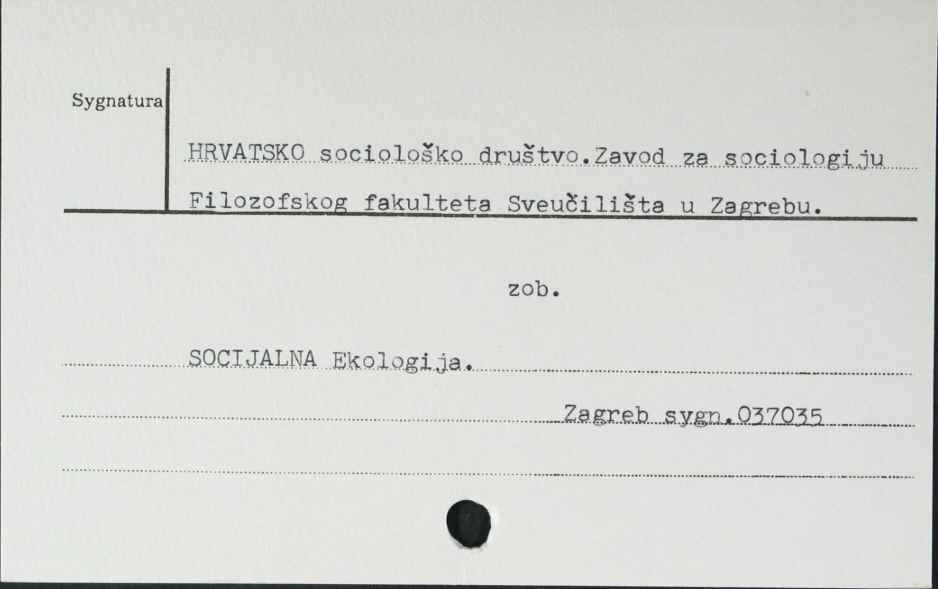 Sygnatura
HRVATSKO sociološko društvo.Zavod za sociologiju
Filozofskog fakulteta Sveučilišta u Zagrebu.
zob.
SOCIJALNA Ekologija.
Zagreb sygn.037035